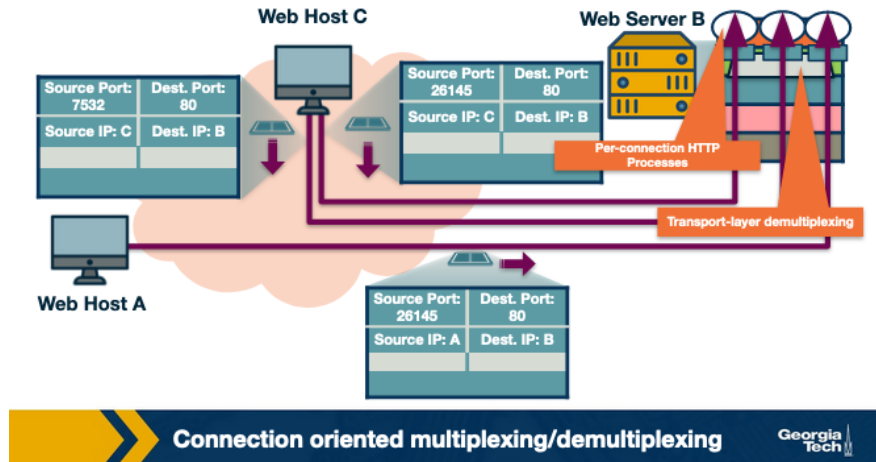 Web Host C
Web Server B
Source Port: Dest. Port:
7532 80
Source IP: C Dest. IP: B
Source Port: Dest. Port:
26145 80
Source IP: C Dest. IP: B
Per-connection HTTP
Processes
Transport-layer demultiplexing
Web Host A
Source Port: Dest. Port:
26145 80
Source IP: A Dest. IP: B
Connection oriented multiplexing/demultiplexing
Georgia
Tech